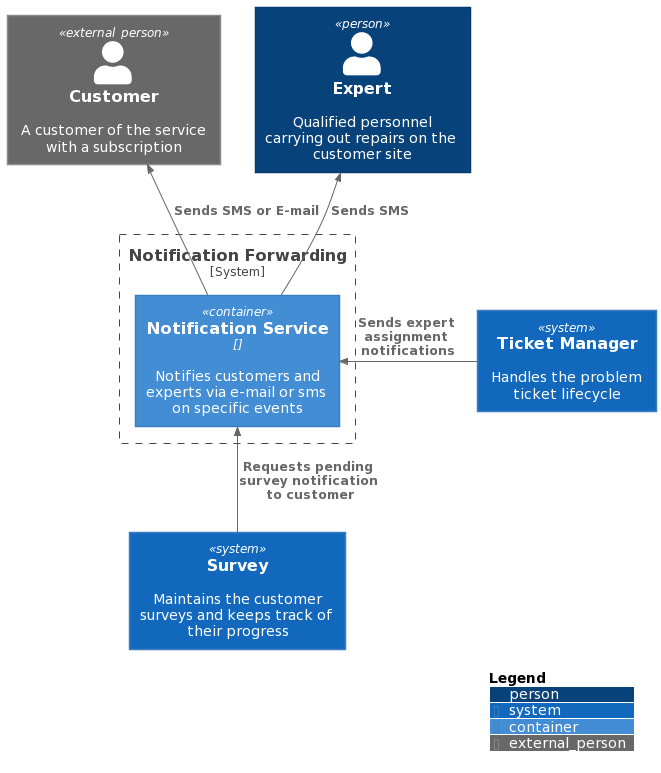 «external person»
Customer
A customer of the service
with a subscription
«person»
Expert
Qualified personnel
carrying out repairs on the
customer site
Sends SMS or E-mail
Sends SMS
Notification Forwarding
[System]
«container»
Notification Service
[]
Notifies customers and
experts via e-mail or sms
on specific events
Sends expert
assignment
notifications
«system»
Ticket Manager
Handles the problem
ticket lifecycle
Requests pending
survey notification
to customer
«system»
Survey
Maintains the customer
surveys and keeps track of
their progress
Legend
person
system
container
external_person